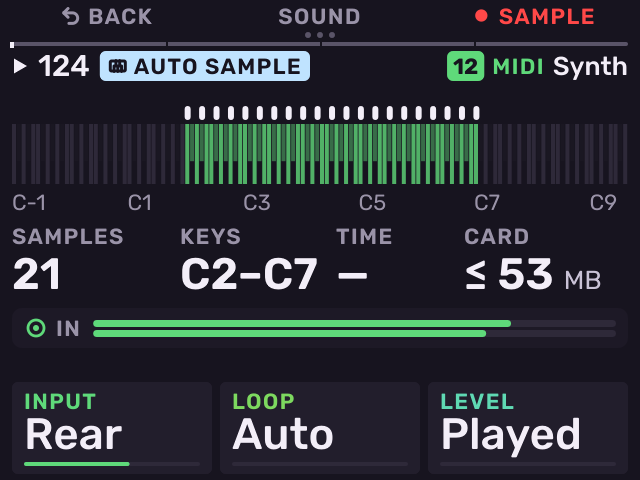 BACK SOUND SAMPLE
124 AUTO SAMPLE 12 MIDI Synth
C-1 C1 C3 C5 C7 C9
SAMPLES KEYS TIME CARD
21 C2–C7 – ≤ 53 MB
IN
INPUT LOOP LEVEL
Rear Auto Played